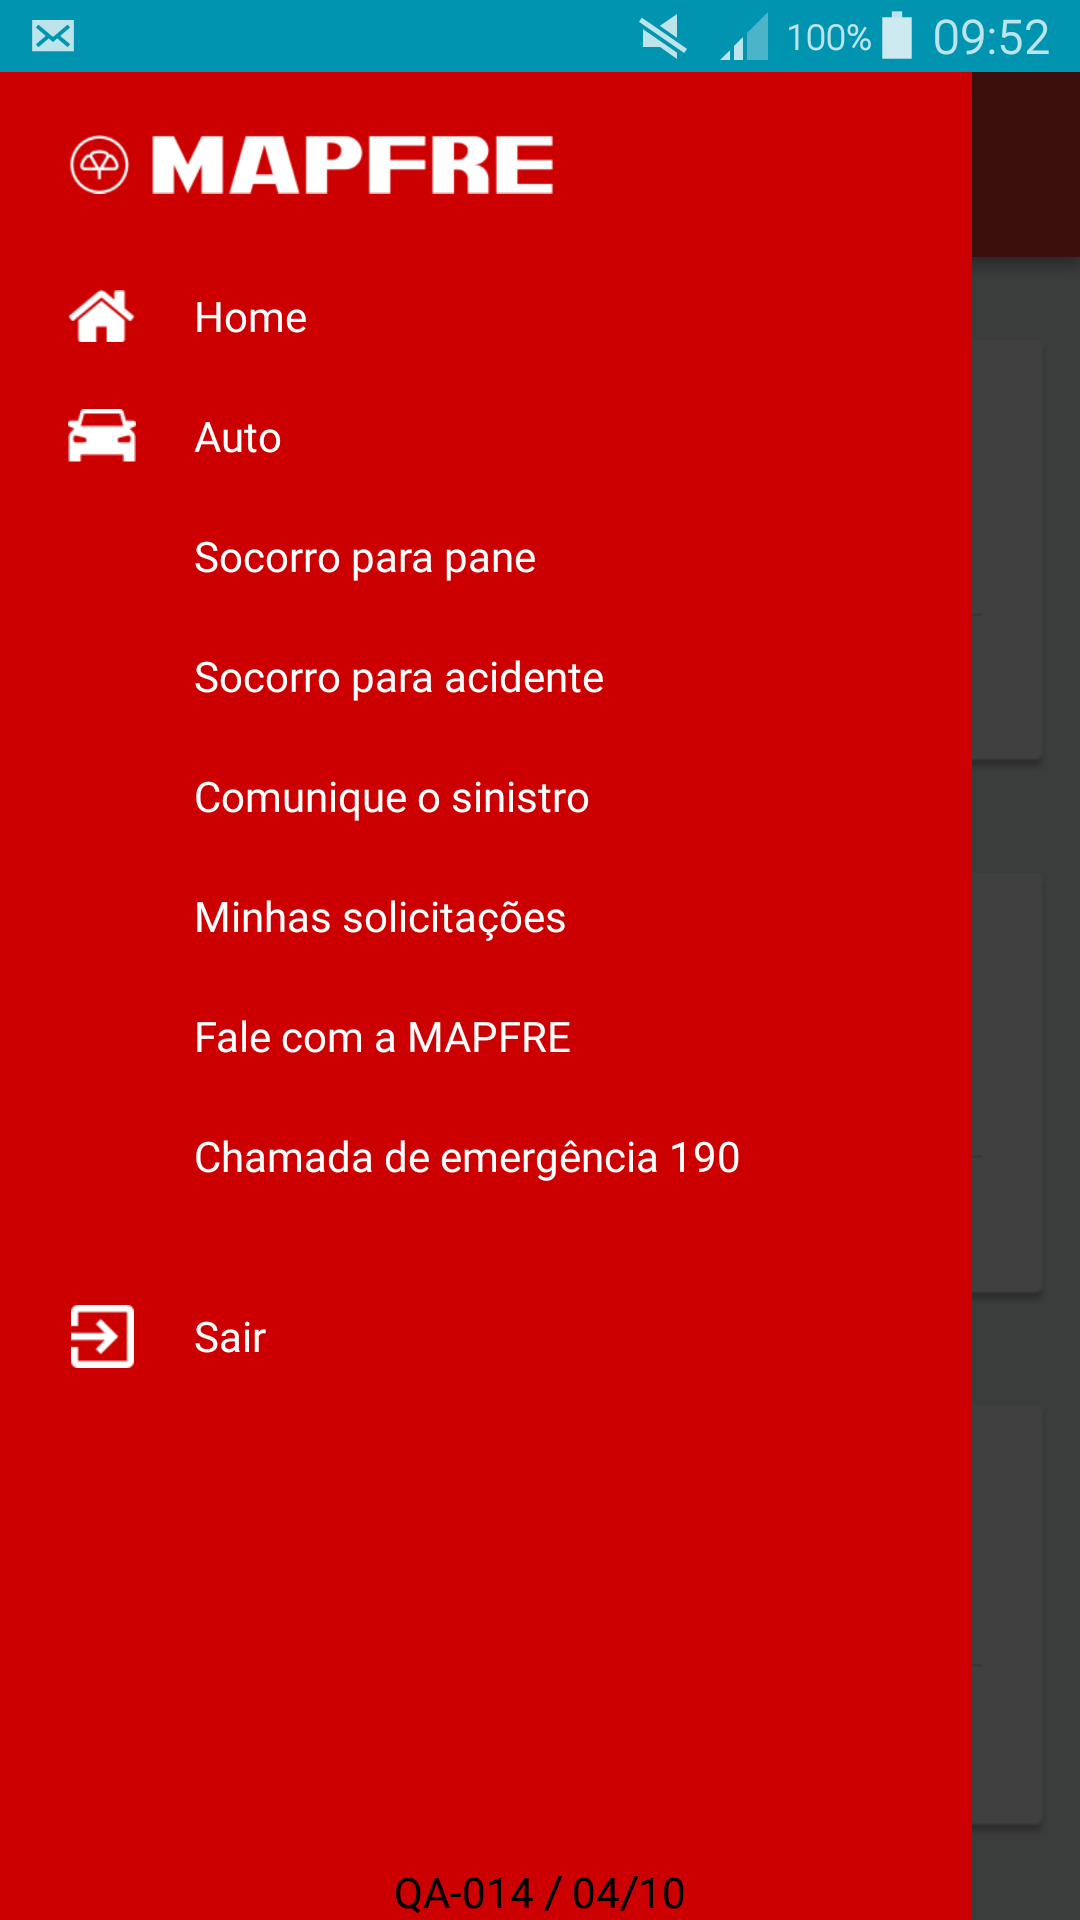 100% 09:52
MAPFRE
Home
Auto
Socorro para pane
Socorro para acidente
Comunique o sinistro
Minhas solicitações
Fale com a MAPFRE
Chamada de emergência 190
Sair
QA-014 / 04/10